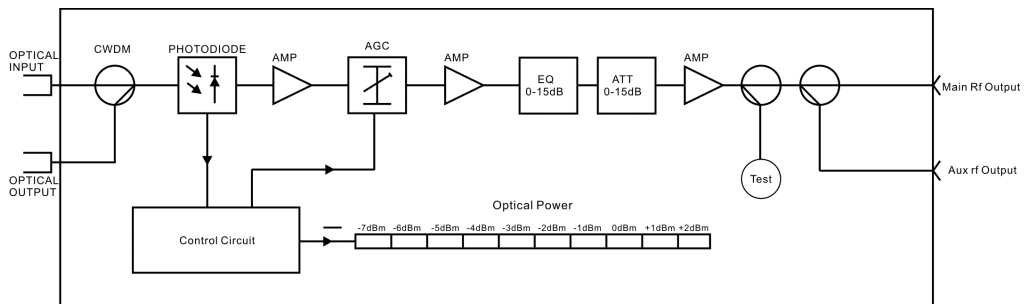 OPTICAL
INPUT
CWDM
PHOTODIODE
AMP
AGC
AMP
EQ
0-15dB
ATT
0-15dB
AMP
Main Rf Output
OPTICAL
OUTPUT
Test
Aux rf Output
Control Circuit
Optical Power
-7dBm -6dBm -5dBm -4dBm -3dBm -2dBm -1dBm 0dBm +1dBm +2dBm